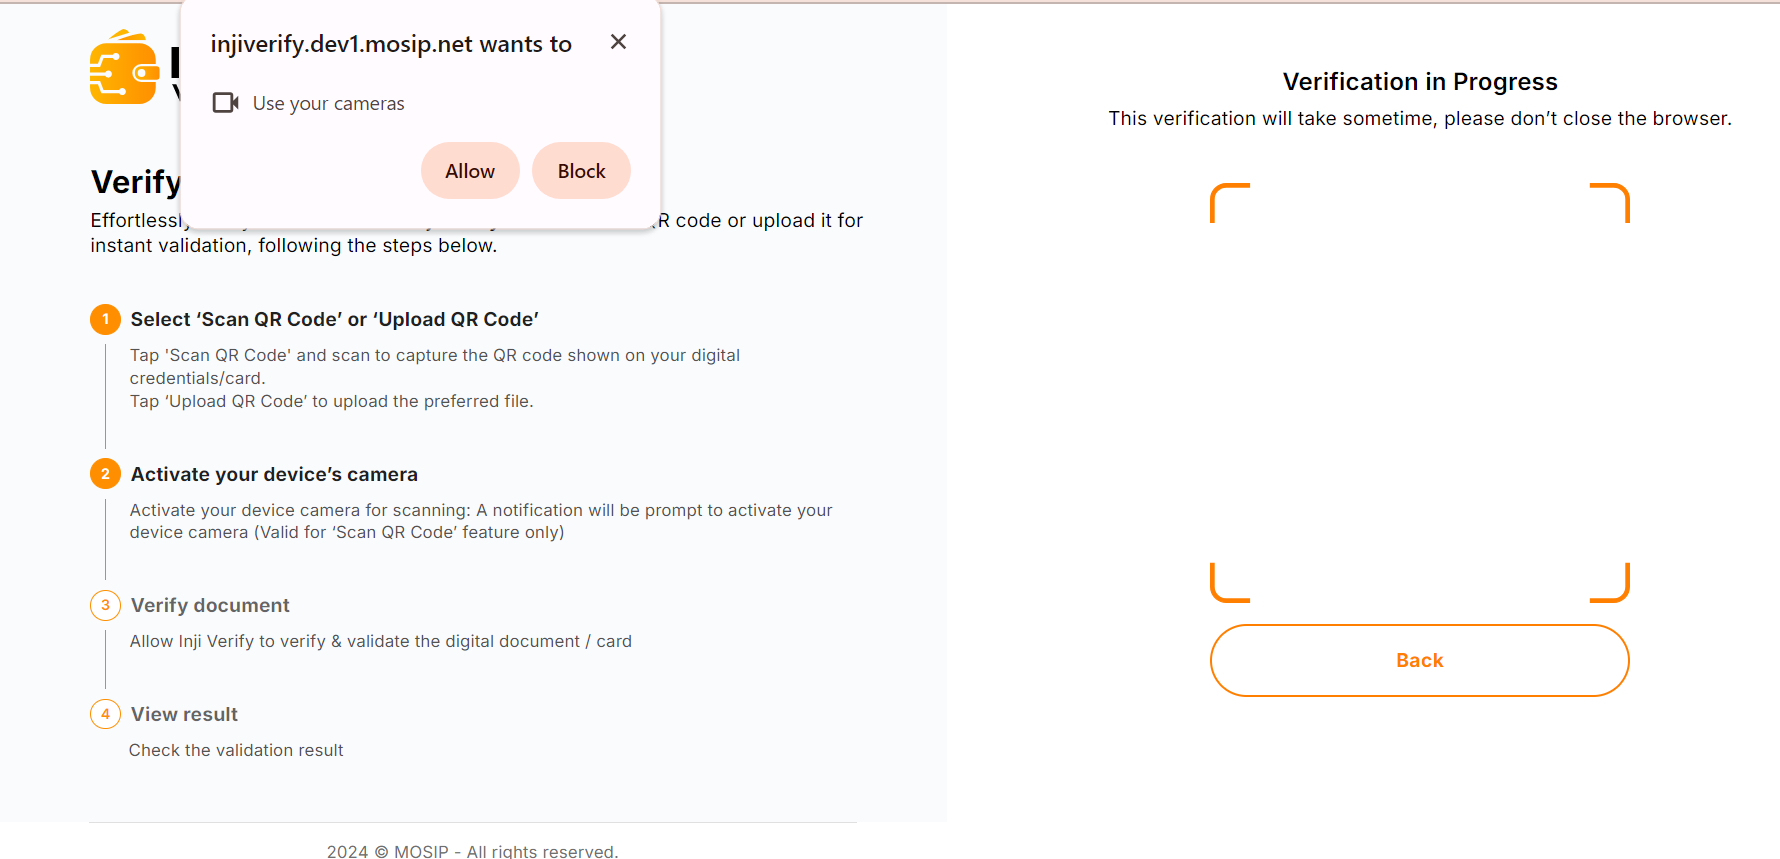 injiverify.dev1.mosip.net wants to
Use your cameras
Allow
Block
Verify
Effortlessly
R code or upload it for
instant validation, following the steps below.
1
Select ‘Scan QR Code’ or ‘Upload QR Code’
Tap 'Scan QR Code' and scan to capture the QR code shown on your digital
credentials/card.
Tap ‘Upload QR Code’ to upload the preferred file.
2
Activate your device’s camera
Activate your device camera for scanning: A notification will be prompt to activate your
device camera (Valid for ‘Scan QR Code’ feature only)
3
Verify document
Allow Inji Verify to verify & validate the digital document / card
4
View result
Check the validation result
2024 © MOSIP - All rights reserved.
Verification in Progress
This verification will take sometime, please don’t close the browser.
Back